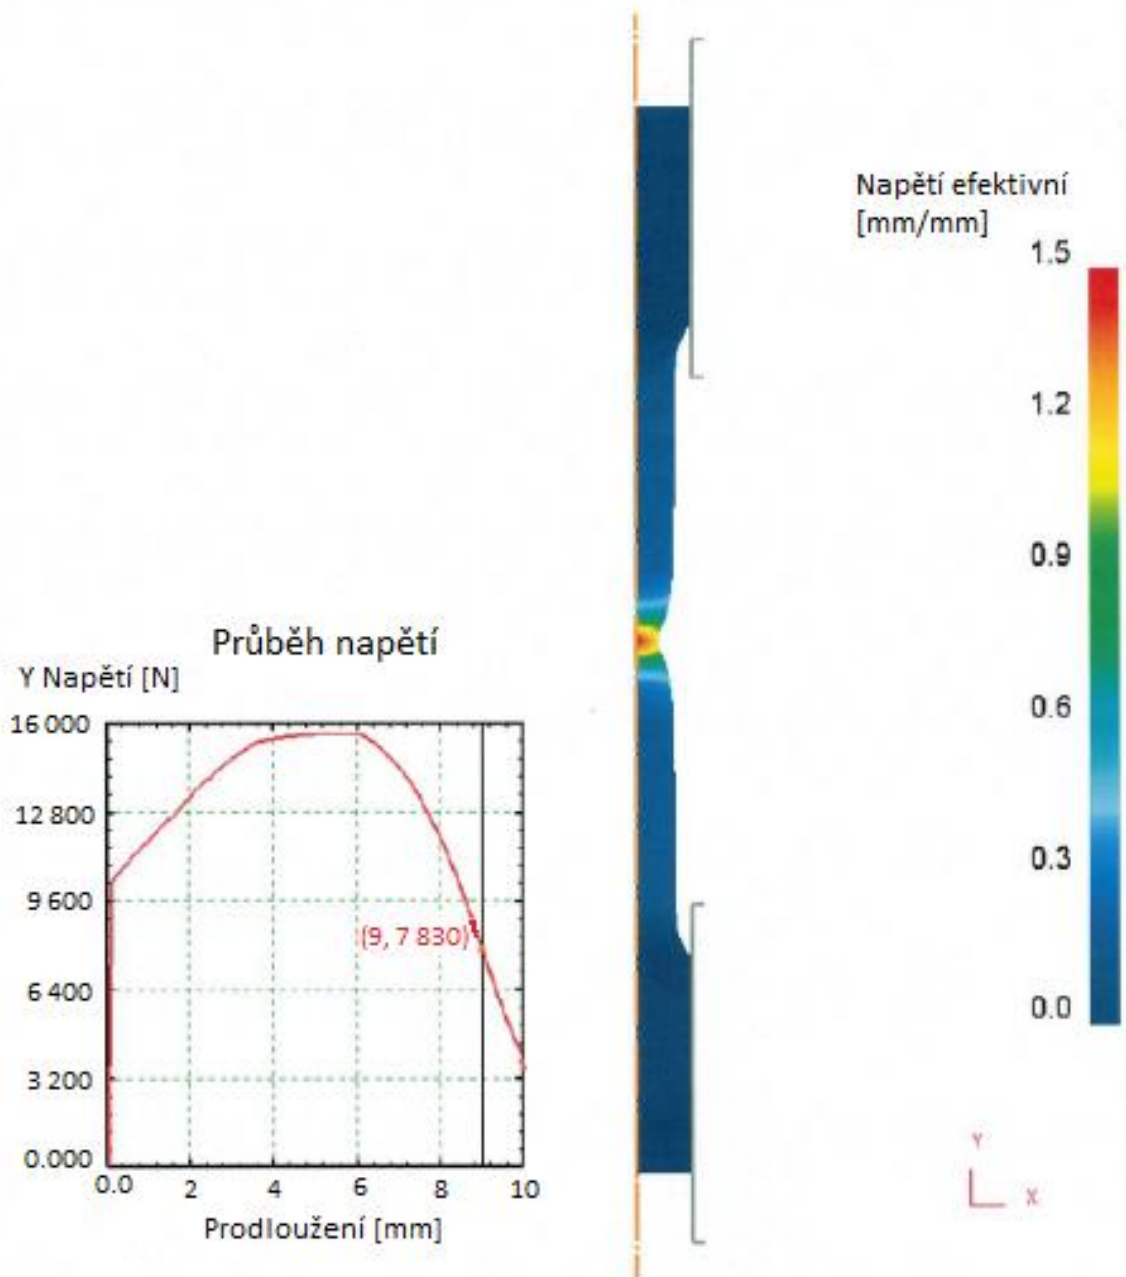 Napětí efektivní
[mm/mm]
1.5
1.2
0.9
0.6
0.3
0.0
Průběh napětí
Y Napětí [N]
16 000
12 800
9 600
6 400
3 200
0.000
(9, 7 830)
0.0 2 4 6 8 10
Prodloužení [mm]
Y
X